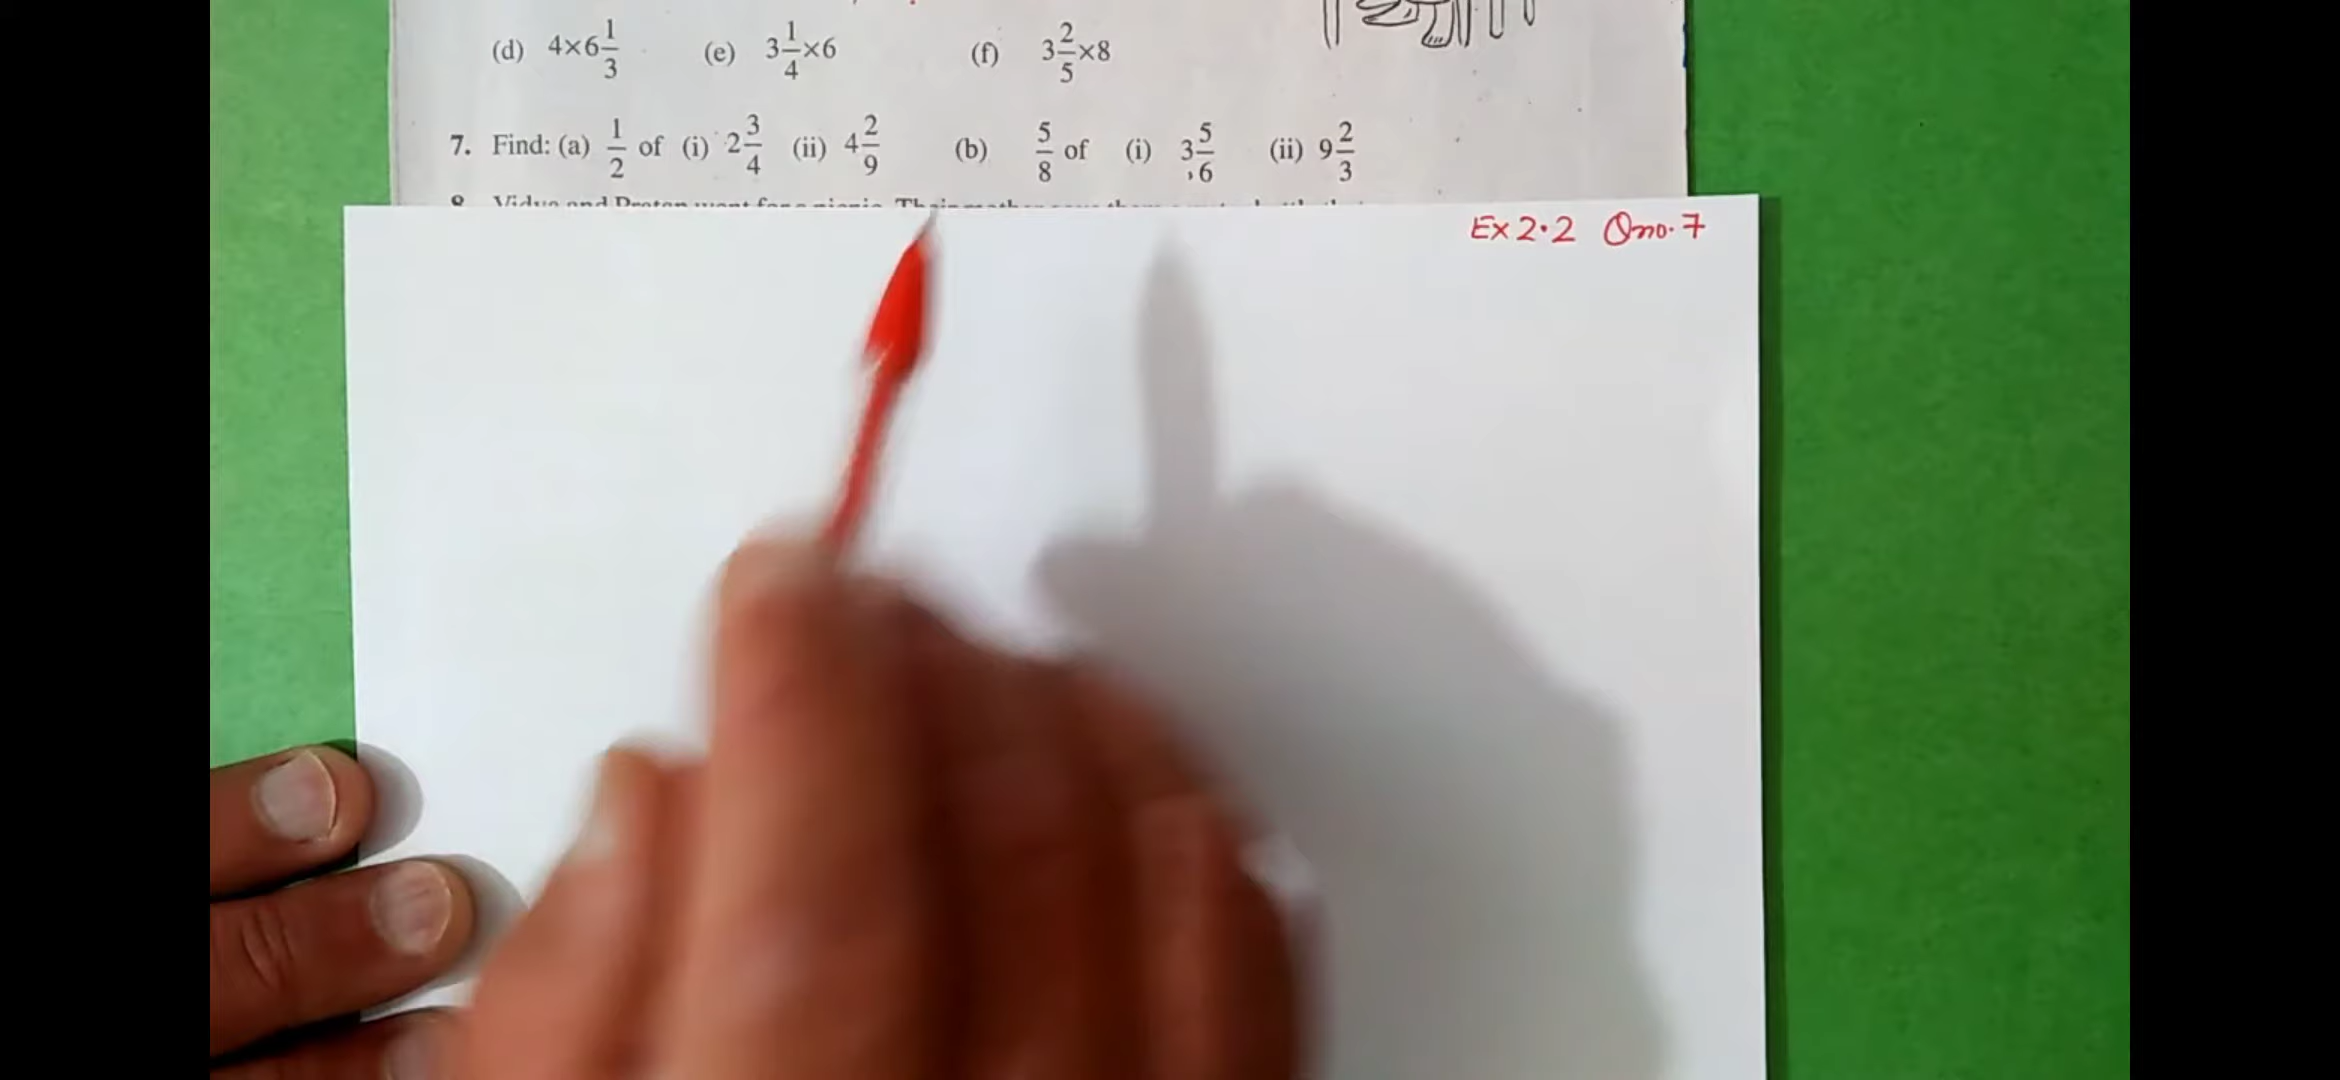 (d) 4×6 1/3 (e) 3 1/4 ×6 (f) 3 2/5 ×8
7. Find: (a) 1/2 of (i) 2 3/4 (ii) 4 2/9 (b) 5/8 of (i) 3 5/6 (ii) 9 2/3
Ex 2.2 Qno. 7